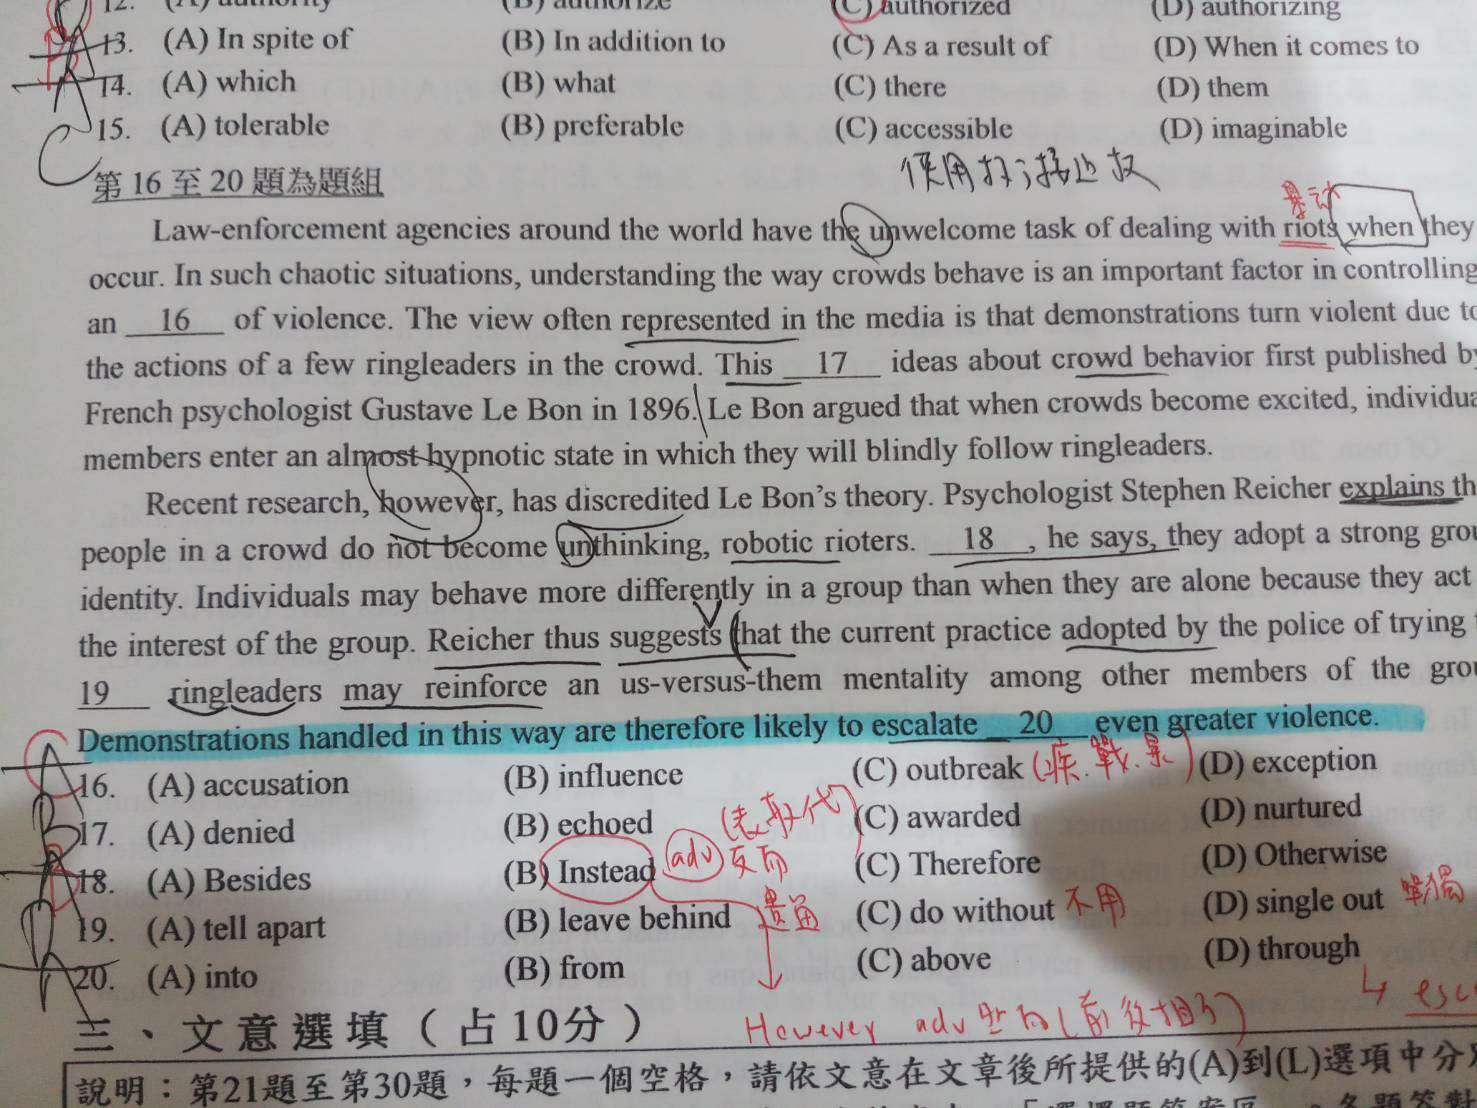 12. (A) authority (B) authorize (C) authorized (D) authorizing
13. (A) In spite of (B) In addition to (C) As a result of (D) When it comes to
14. (A) which (B) what (C) there (D) them
15. (A) tolerable (B) preferable (C) accessible (D) imaginable
第 16 至 20 題為題組
Law-enforcement agencies around the world have the unwelcome task of dealing with riots when they
occur. In such chaotic situations, understanding the way crowds behave is an important factor in controlling
an 16 of violence. The view often represented in the media is that demonstrations turn violent due to
the actions of a few ringleaders in the crowd. This 17 ideas about crowd behavior first published by
French psychologist Gustave Le Bon in 1896. Le Bon argued that when crowds become excited, individua
members enter an almost hypnotic state in which they will blindly follow ringleaders.
Recent research, however, has discredited Le Bon's theory. Psychologist Stephen Reicher explains th
people in a crowd do not become unthinking, robotic rioters. 18 , he says, they adopt a strong grou
identity. Individuals may behave more differently in a group than when they are alone because they act
the interest of the group. Reicher thus suggests that the current practice adopted by the police of trying
19 ringleaders may reinforce an us-versus-them mentality among other members of the grou
Demonstrations handled in this way are therefore likely to escalate 20 even greater violence.
A 16. (A) accusation (B) influence (C) outbreak (D) exception
B 17. (A) denied (B) echoed (C) awarded (D) nurtured
18. (A) Besides (B) Instead adv 反而 (C) Therefore (D) Otherwise
19. (A) tell apart (B) leave behind (C) do without 不用 (D) single out 單獨
20. (A) into (B) from (C) above (D) through
However adv
三、文意選填（占10分）
說明：第21題至第30題，每題一個空格，請依文意在文章後所提供的(A)到(L)選項中分